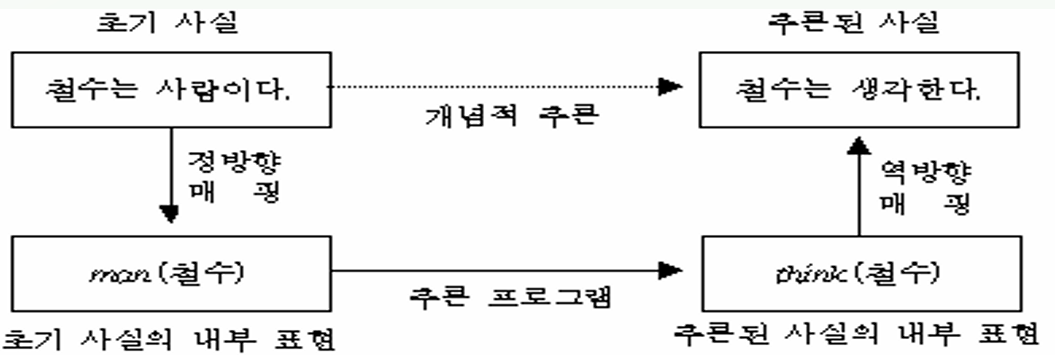 초기 사실
추론된 사실
철수는 사람이다.
철수는 생각한다.
개념적 추론
정방향
매 핑
역방향
매 핑
man(철수)
think(철수)
추론 프로그램
초기 사실의 내부 표현
추론된 사실의 내부 표현